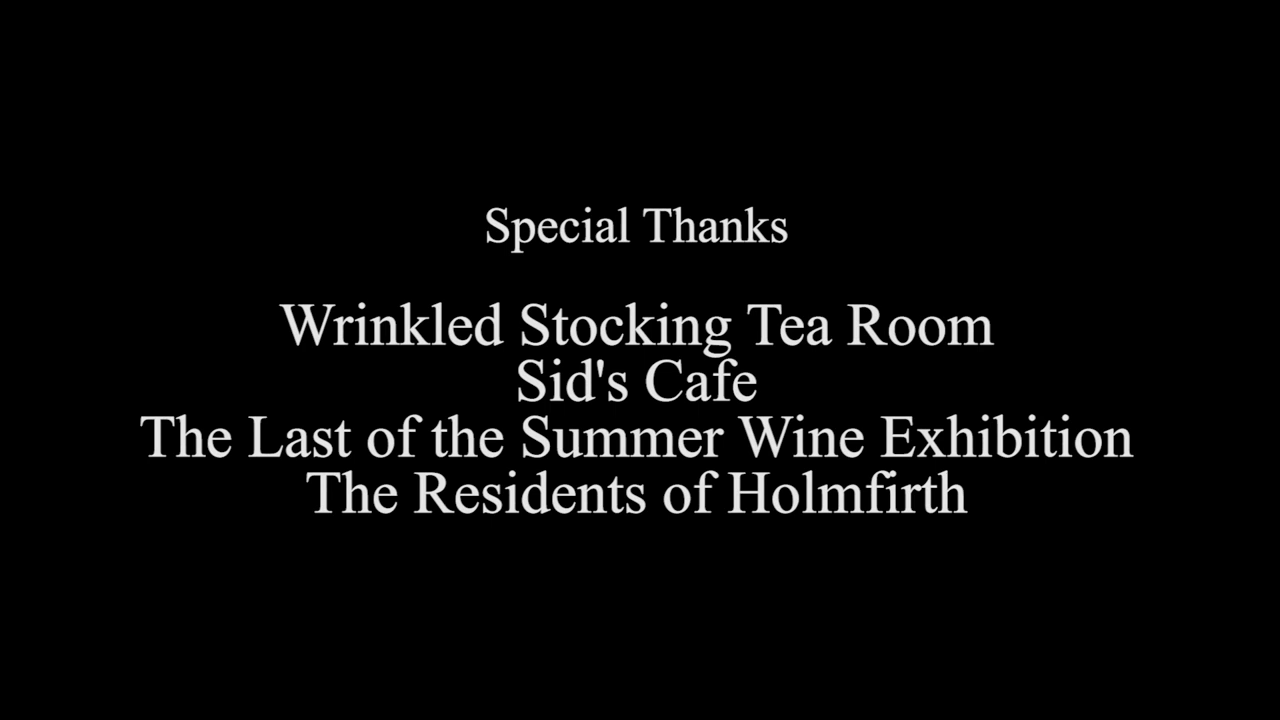 Special Thanks
Wrinkled Stocking Tea Room
Sid's Cafe
The Last of the Summer Wine Exhibition
The Residents of Holmfirth